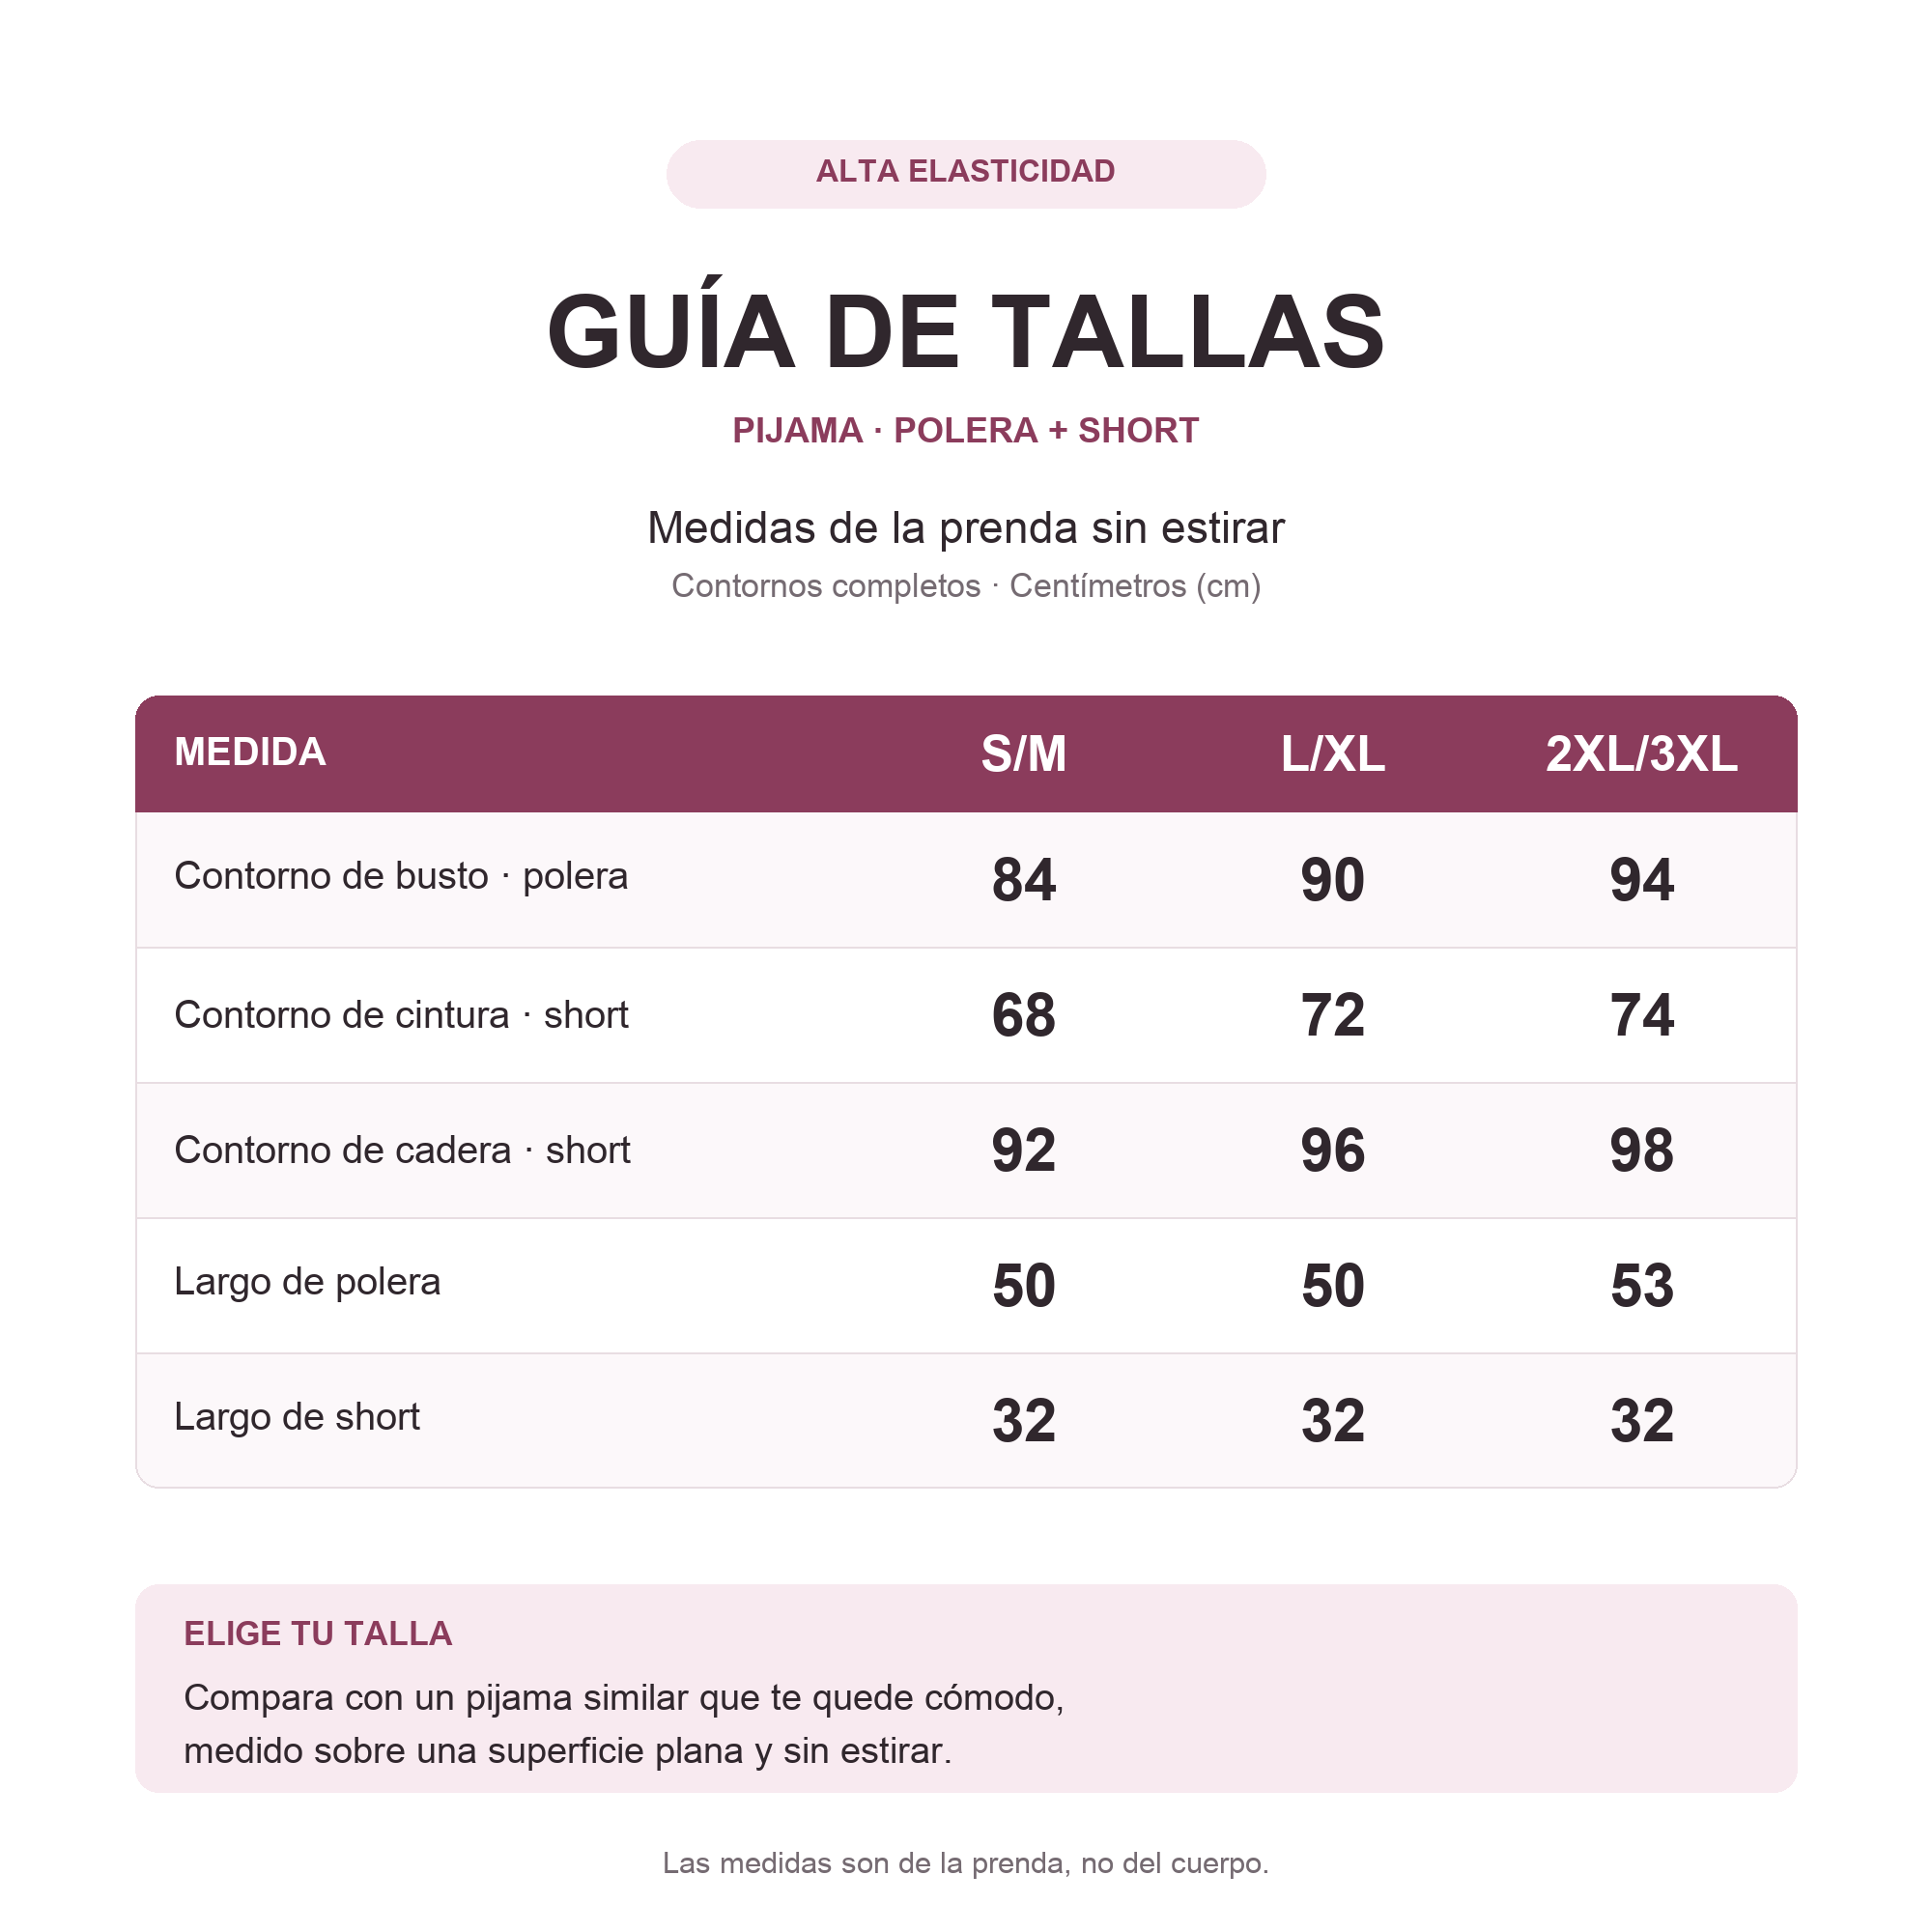 ALTA ELASTICIDAD
GUÍA DE TALLAS
PIJAMA · POLERA + SHORT
Medidas de la prenda sin estirar
Contornos completos · Centímetros (cm)
MEDIDA S/M L/XL 2XL/3XL
Contorno de busto · polera 84 90 94
Contorno de cintura · short 68 72 74
Contorno de cadera · short 92 96 98
Largo de polera 50 50 53
Largo de short 32 32 32
ELIGE TU TALLA
Compara con un pijama similar que te quede cómodo,
medido sobre una superficie plana y sin estirar.
Las medidas son de la prenda, no del cuerpo.